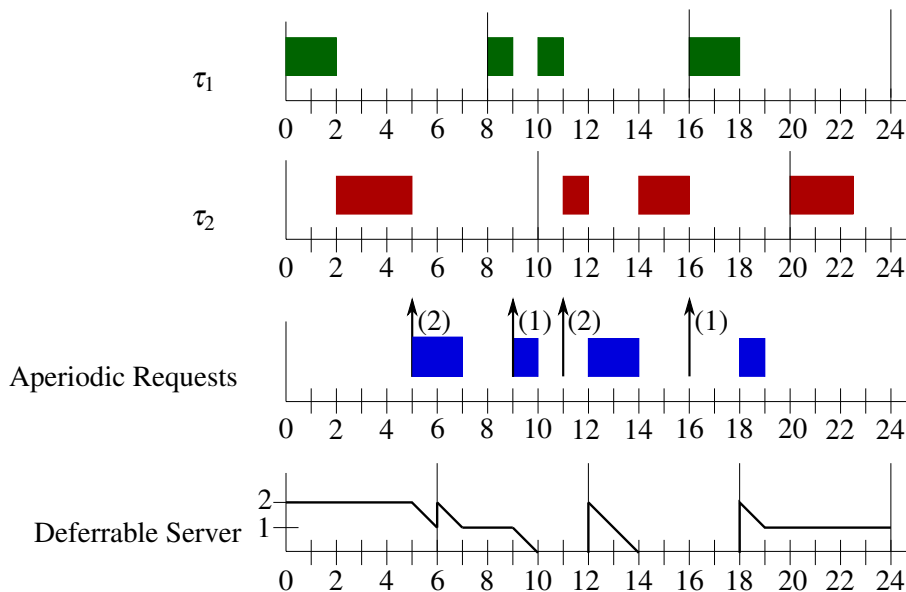 τ1
0 2 4 6 8 10 12 14 16 18 20 22 24
τ2
0 2 4 6 8 10 12 14 16 18 20 22 24
(2) (1) (2) (1)
Aperiodic Requests
0 2 4 6 8 10 12 14 16 18 20 22 24
2
1
Deferrable Server
0 2 4 6 8 10 12 14 16 18 20 22 24